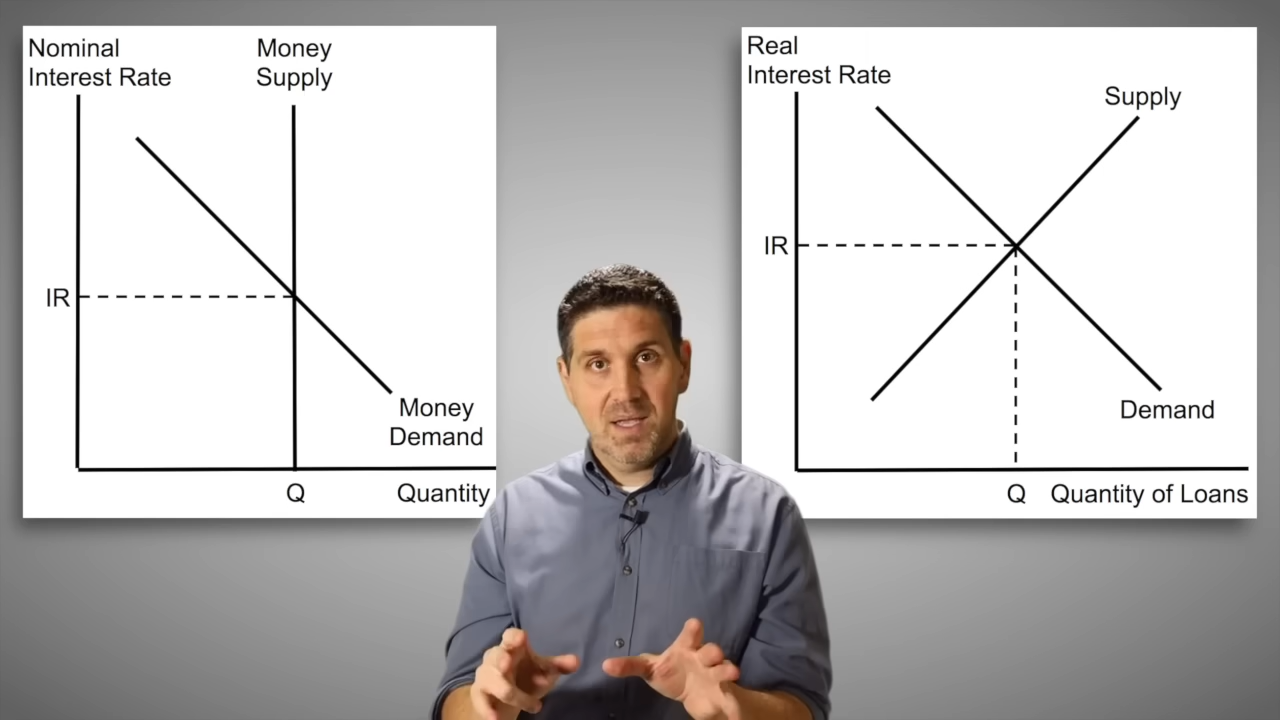 Nominal
Interest Rate
Money
Supply
IR
Money
Demand
Q
Quantity
Real
Interest Rate
Supply
IR
Demand
Q
Quantity of Loans